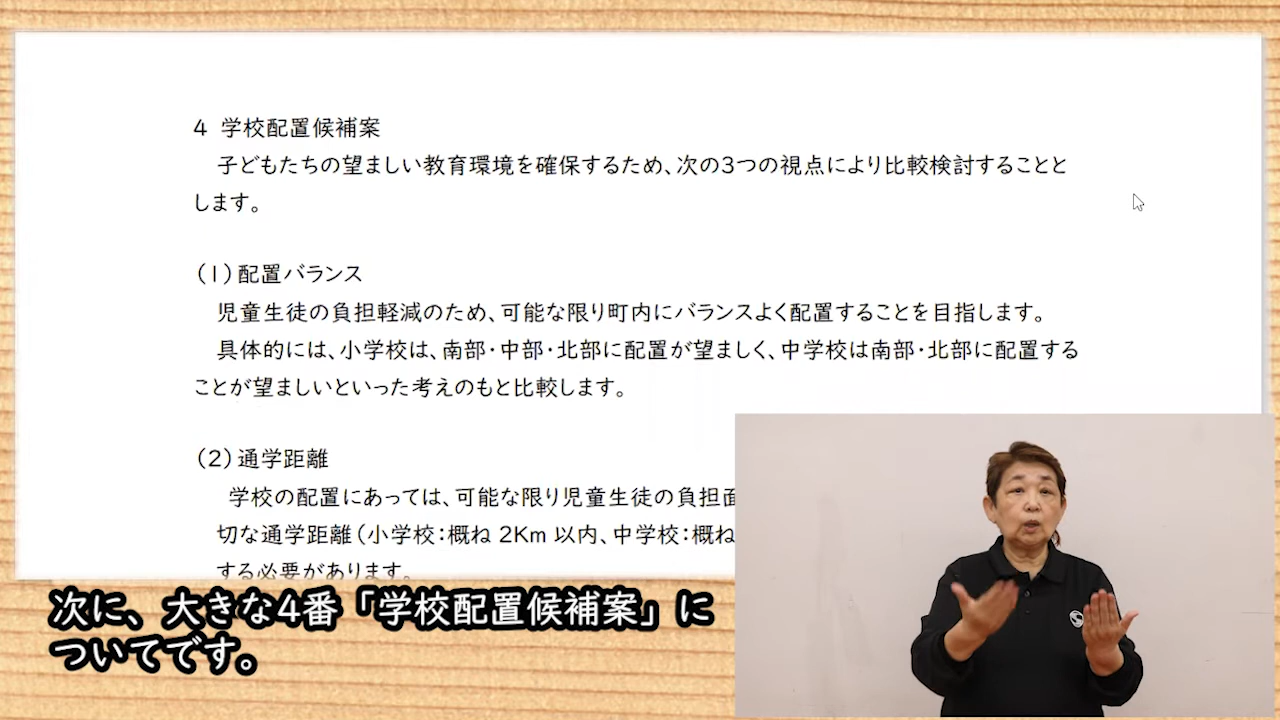 4 学校配置候補案
子どもたちの望ましい教育環境を確保するため、次の3つの視点により比較検討することと
します。
(1)配置バランス
児童生徒の負担軽減のため、可能な限り町内にバランスよく配置することを目指します。
具体的には、小学校は、南部・中部・北部に配置が望ましく、中学校は南部・北部に配置する
ことが望ましいといった考えのもと比較します。
(2)通学距離
学校の配置にあっては、可能な限り児童生徒の負担面
切な通学距離(小学校:概ね 2Km 以内、中学校:概ね
する必要があります。
次に、大きな4番「学校配置候補案」に
ついてです。